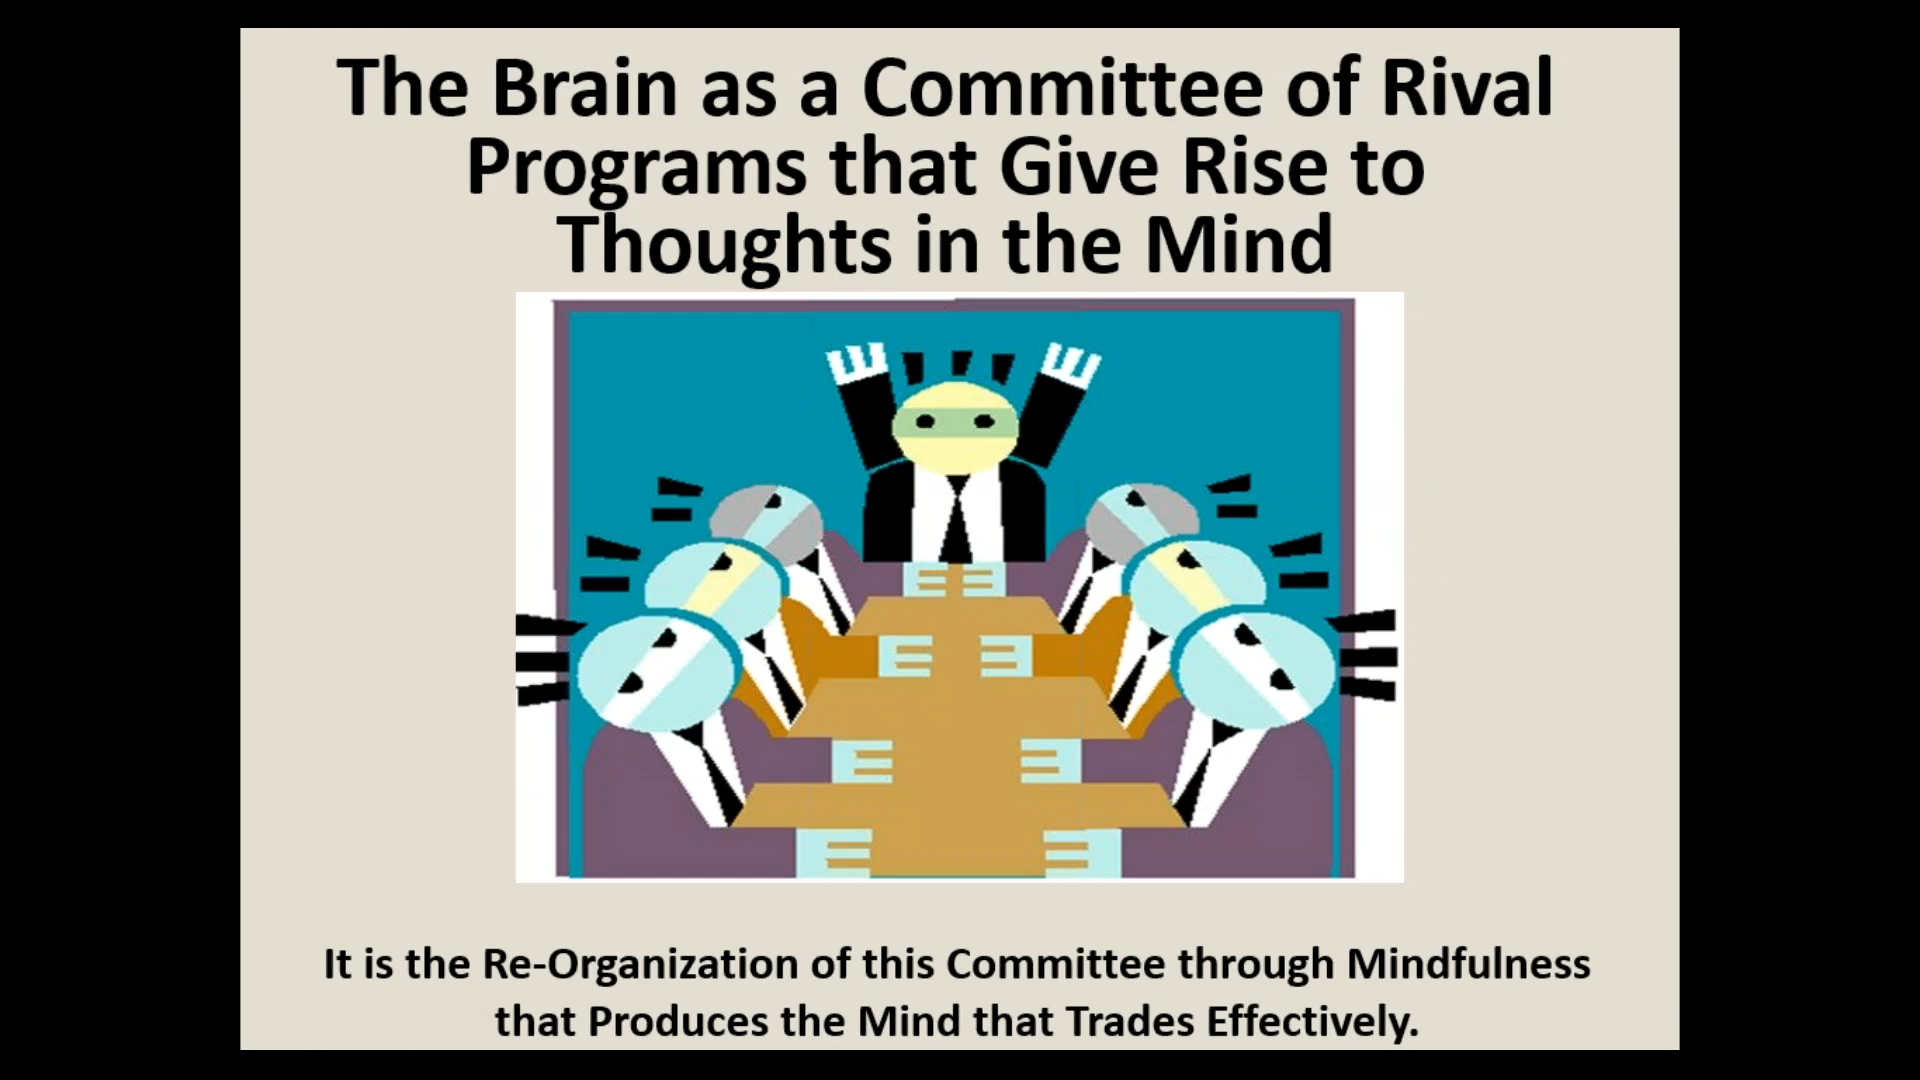 The Brain as a Committee of Rival
Programs that Give Rise to
Thoughts in the Mind
It is the Re-Organization of this Committee through Mindfulness
that Produces the Mind that Trades Effectively.